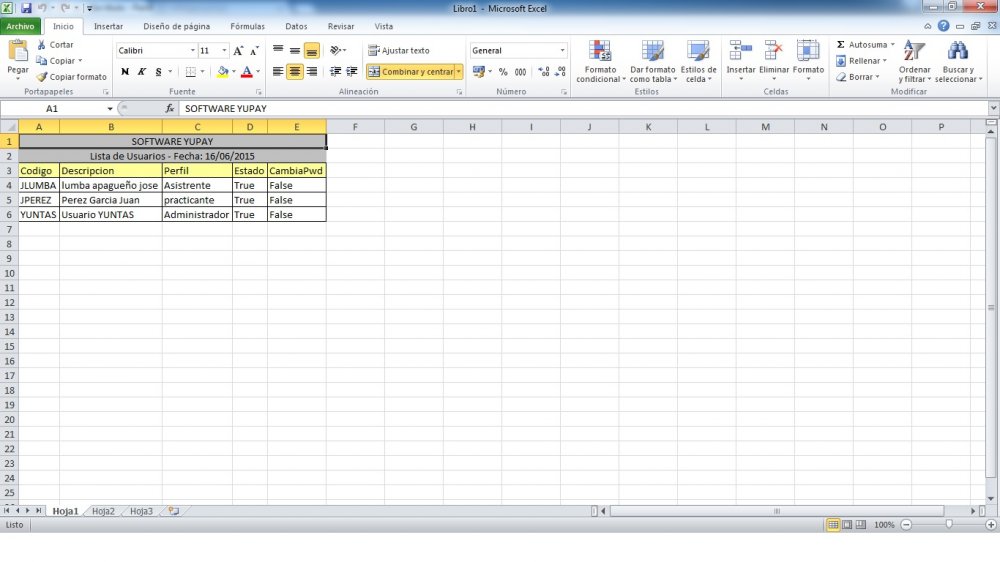 Libro1 - Microsoft Excel
Archivo Inicio Insertar Diseño de página Fórmulas Datos Revisar Vista
Pegar
Cortar
Copiar
Copiar formato
Portapapeles
Calibri 11
N K S
Fuente
Ajustar texto
Combinar y centrar
Alineación
General
% 000
Número
Formato condicional
Dar formato como tabla
Estilos de celda
Estilos
Insertar Eliminar Formato
Celdas
Autosuma
Rellenar
Borrar
Ordenar y filtrar
Buscar y seleccionar
Modificar
A1 fx SOFTWARE YUPAY
A B C D E F G H I J K L M N O P
1 SOFTWARE YUPAY
2 Lista de Usuarios - Fecha: 16/06/2015
3 Codigo Descripcion Perfil Estado CambiaPwd
4 JLUMBA lumba apagueño jose Asistrente True False
5 JPEREZ Perez Garcia Juan practicante True False
6 YUNTAS Usuario YUNTAS Administrador True False
7
8
9
10
11
12
13
14
15
16
17
18
19
20
21
22
23
24
25
Hoja1 Hoja2 Hoja3
Listo 100%